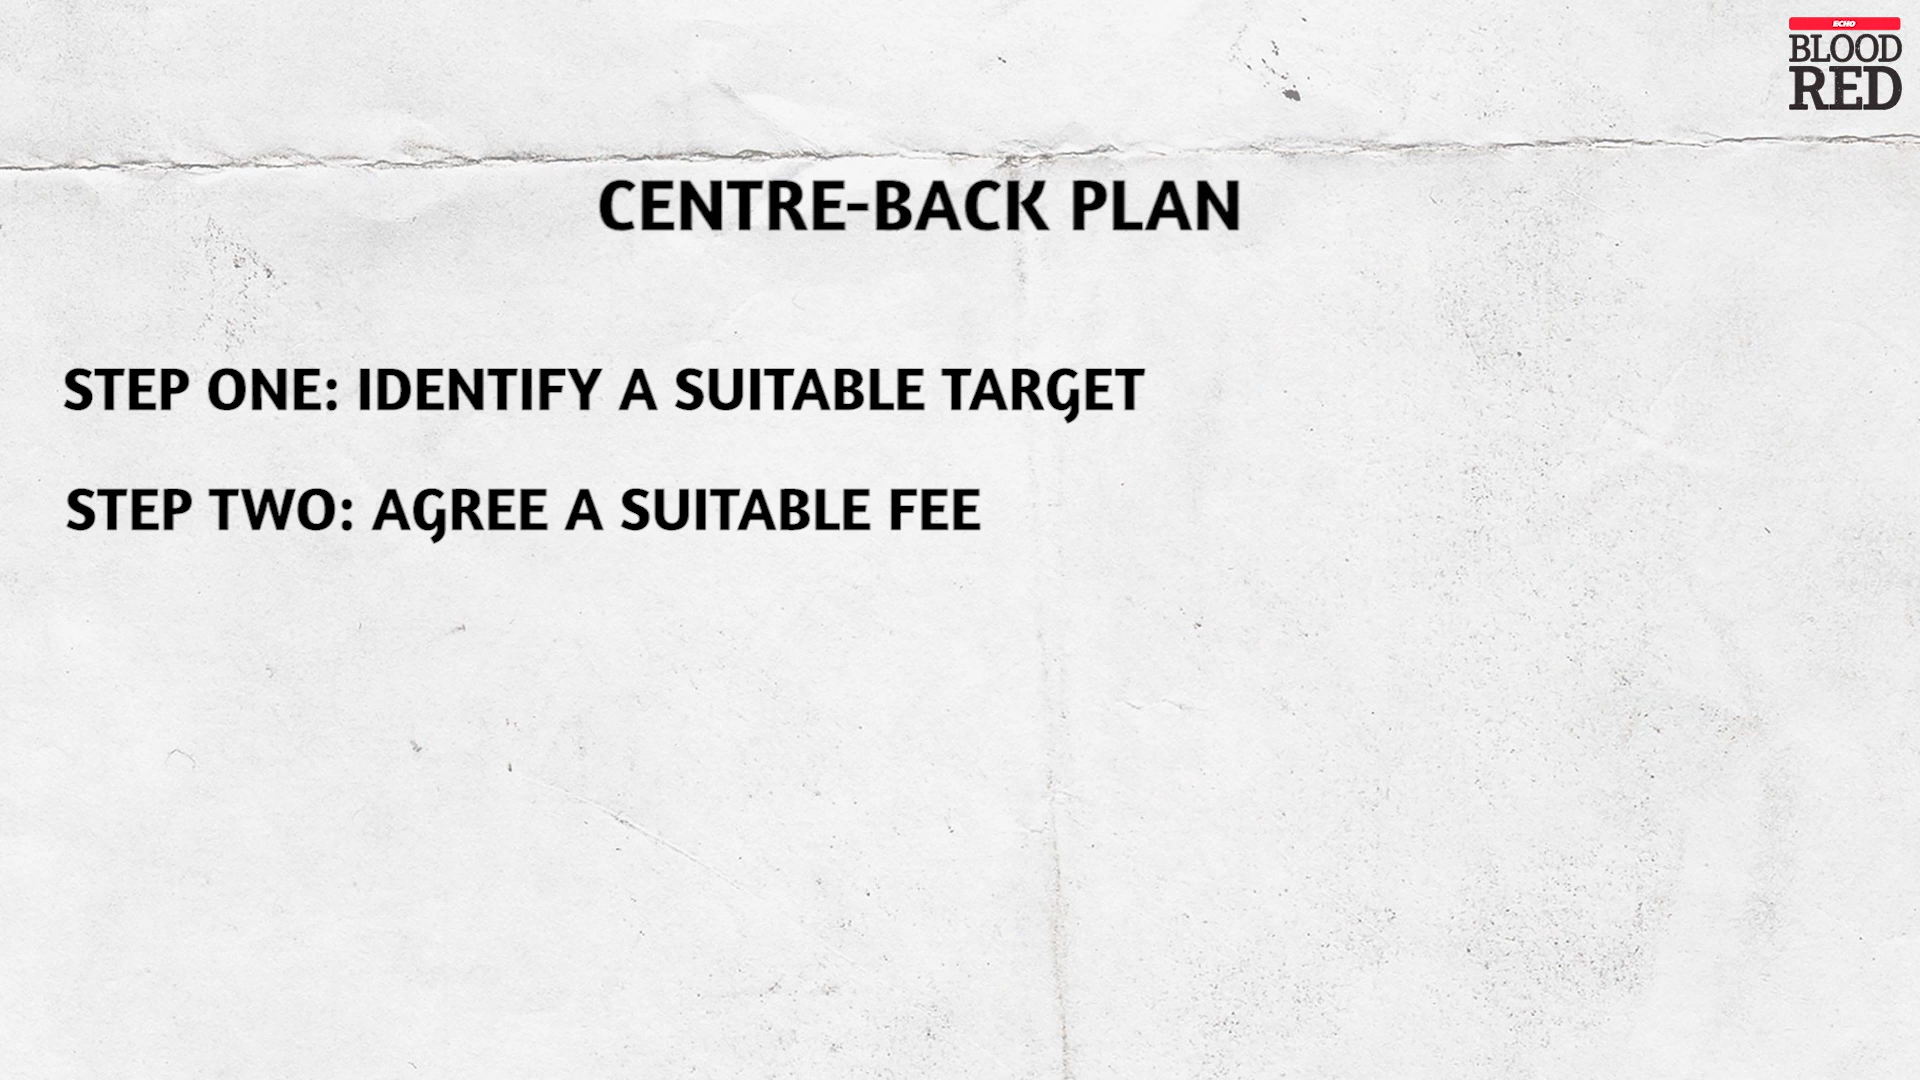 ECHO
BLOOD
RED
CENTRE-BACK PLAN
STEP ONE: IDENTIFY A SUITABLE TARGET
STEP TWO: AGREE A SUITABLE FEE